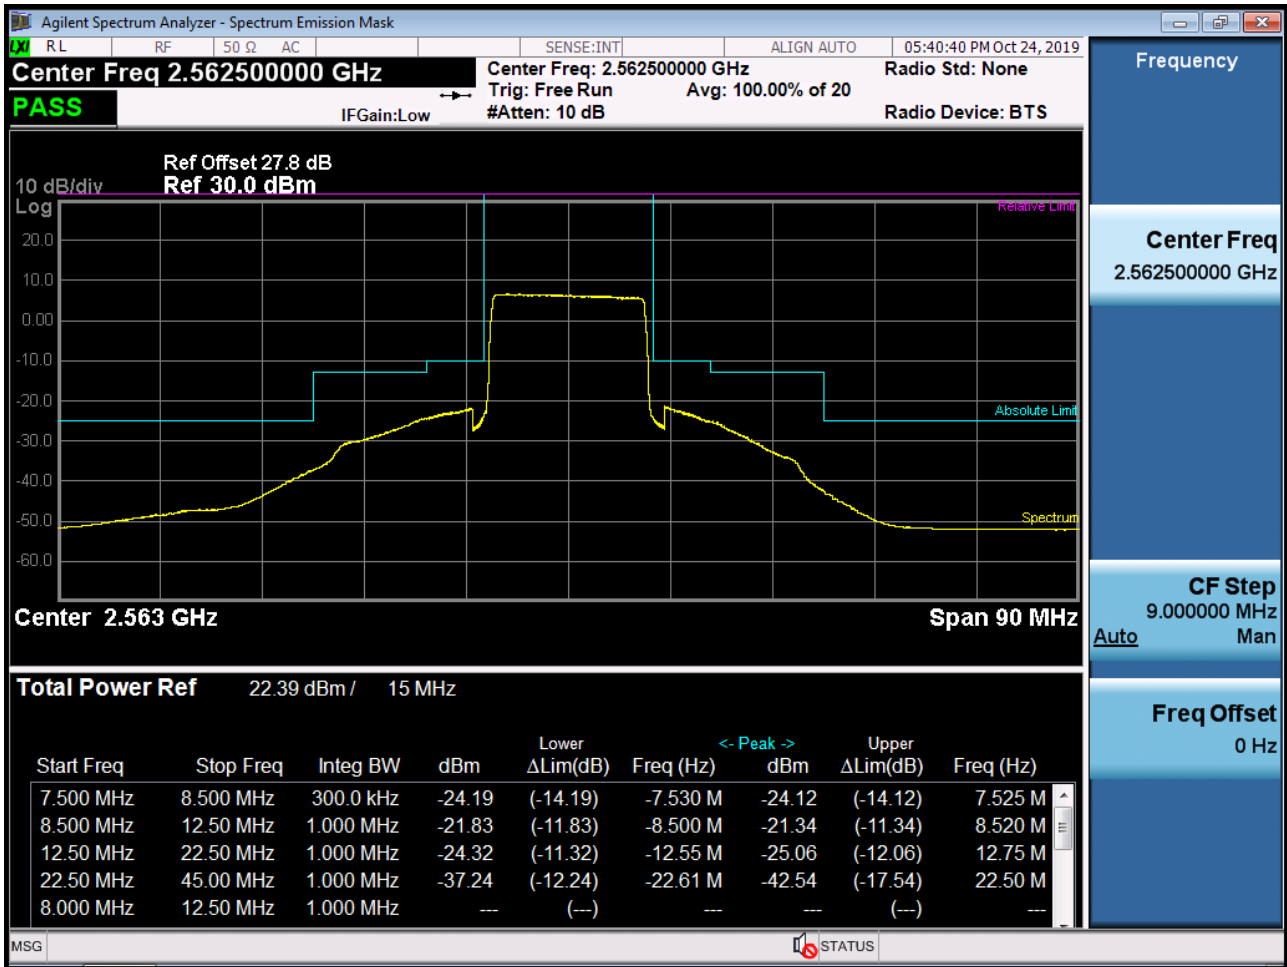 Agilent Spectrum Analyzer - Spectrum Emission Mask
LXI RL RF 50 Ω AC SENSE:INT ALIGN AUTO 05:40:40 PM Oct 24, 2019
Center Freq 2.562500000 GHz Center Freq: 2.562500000 GHz Radio Std: None
Trig: Free Run Avg: 100.00% of 20
PASS IFGain:Low #Atten: 10 dB Radio Device: BTS
Ref Offset 27.8 dB
10 dB/div Ref 30.0 dBm
Log
Relative Limit
20.0
10.0
0.00
-10.0
-20.0
Absolute Limit
-30.0
-40.0
-50.0
Spectrum
-60.0
Center 2.563 GHz Span 90 MHz
Total Power Ref 22.39 dBm / 15 MHz
Lower <- Peak -> Upper
Start Freq Stop Freq Integ BW dBm ΔLim(dB) Freq (Hz) dBm ΔLim(dB) Freq (Hz)
7.500 MHz 8.500 MHz 300.0 kHz -24.19 (-14.19) -7.530 M -24.12 (-14.12) 7.525 M
8.500 MHz 12.50 MHz 1.000 MHz -21.83 (-11.83) -8.500 M -21.34 (-11.34) 8.520 M
12.50 MHz 22.50 MHz 1.000 MHz -24.32 (-11.32) -12.55 M -25.06 (-12.06) 12.75 M
22.50 MHz 45.00 MHz 1.000 MHz -37.24 (-12.24) -22.61 M -42.54 (-17.54) 22.50 M
8.000 MHz 12.50 MHz 1.000 MHz --- (---) --- --- (---) ---
MSG STATUS
Frequency
Center Freq
2.562500000 GHz
CF Step
9.000000 MHz
Auto Man
Freq Offset
0 Hz